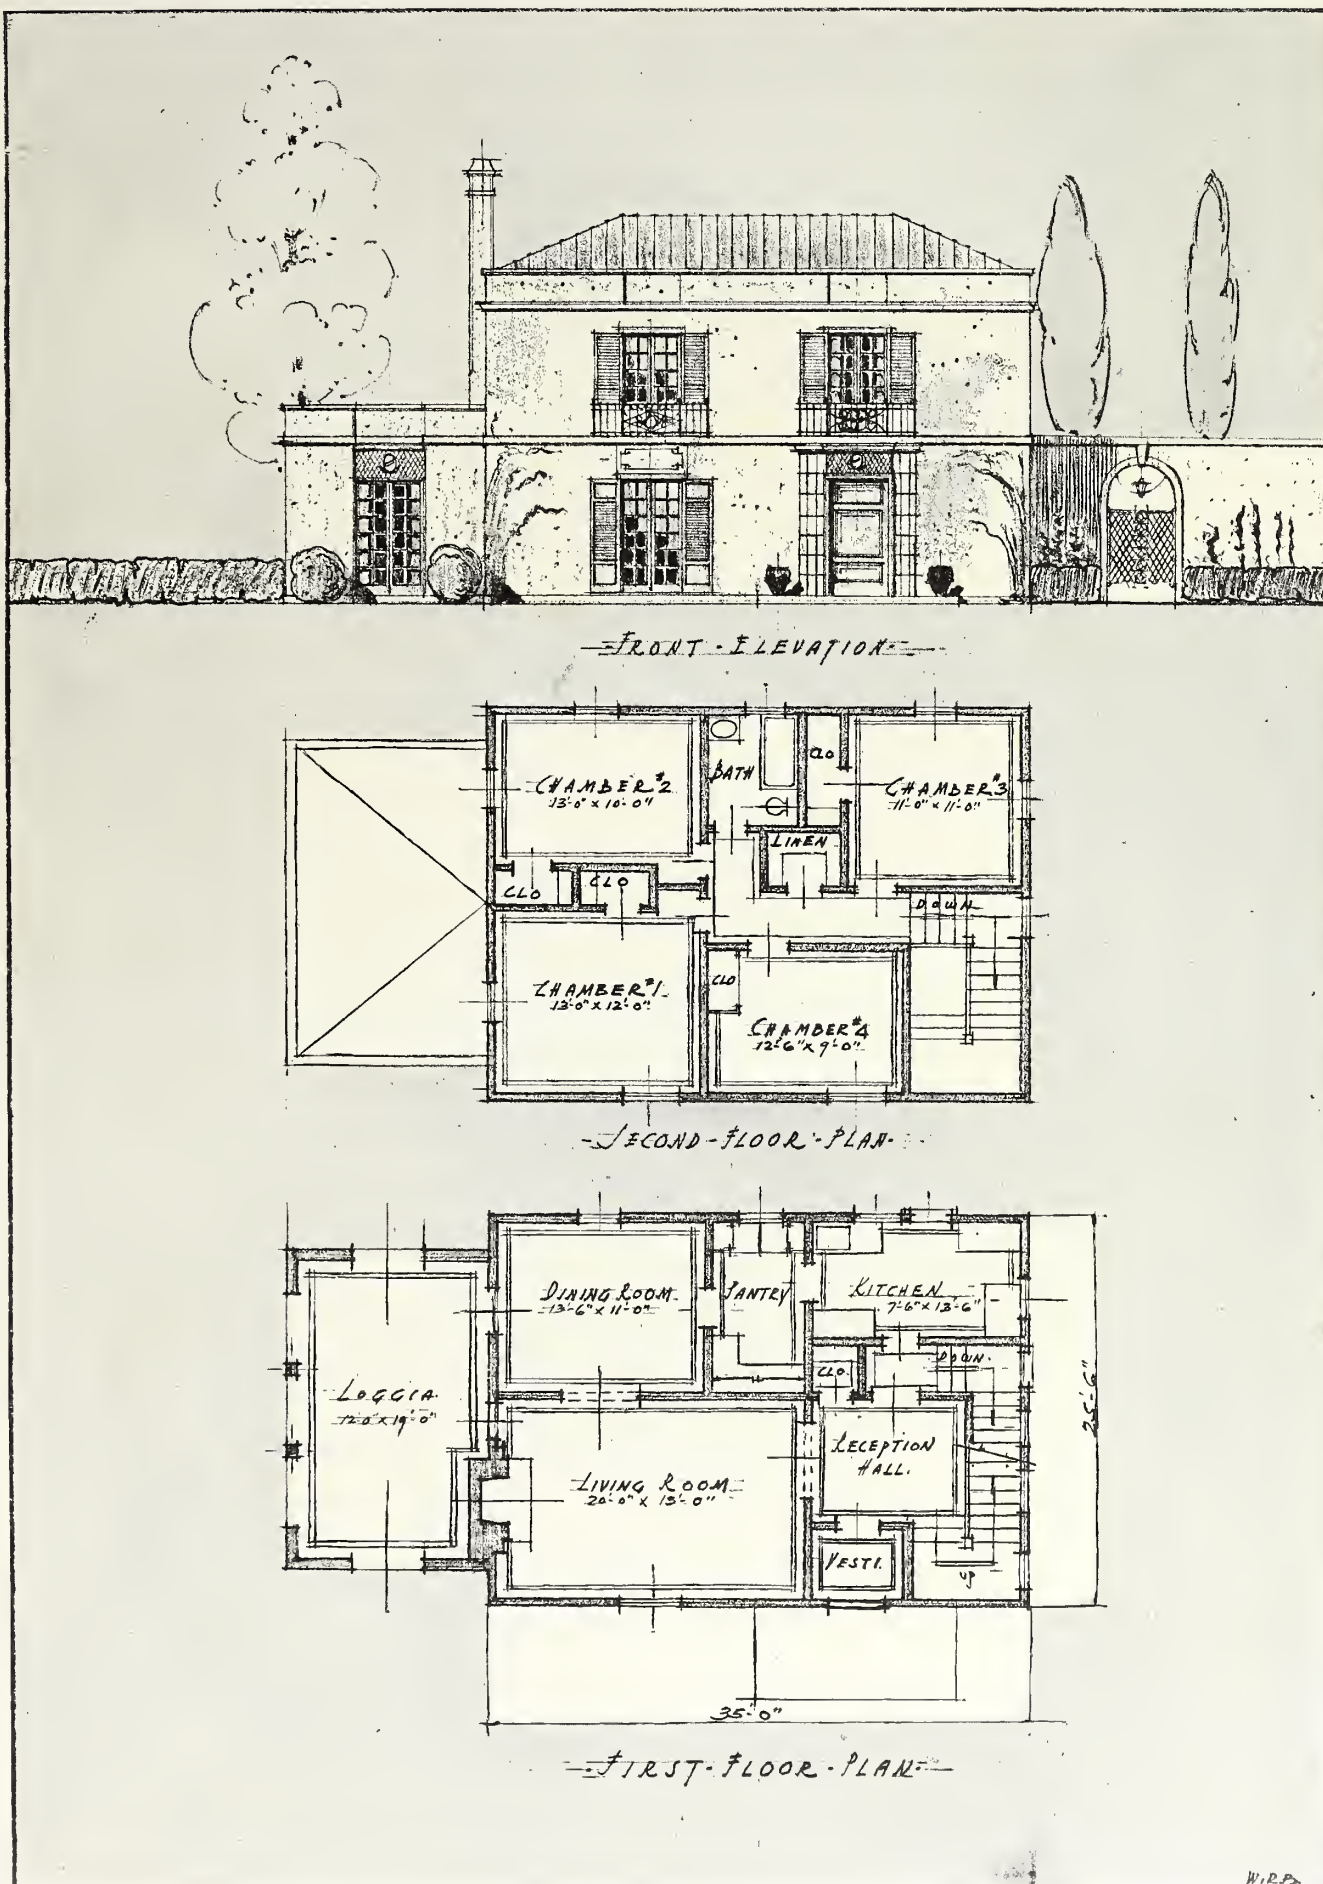 FRONT · ELEVATION
CHAMBER #2
13'-0" x 10'-0"
BATH
CLO
CHAMBER #3
11'-0" x 11'-0"
LINEN
CLO
CLO
DOWN
CHAMBER #1
13'-0" x 12'-0"
CLO
CHAMBER #4
12'-6" x 9'-0"
SECOND - FLOOR - PLAN
DINING ROOM
13'-6" x 11'-0"
PANTRY
KITCHEN
7'-6" x 13'-6"
LOGGIA
12'-0" x 19'-0"
CLO.
DOWN.
25'-6"
LIVING ROOM
20'-0" x 13'-0"
RECEPTION
HALL.
VESTI.
UP
35'-0"
FIRST · FLOOR · PLAN